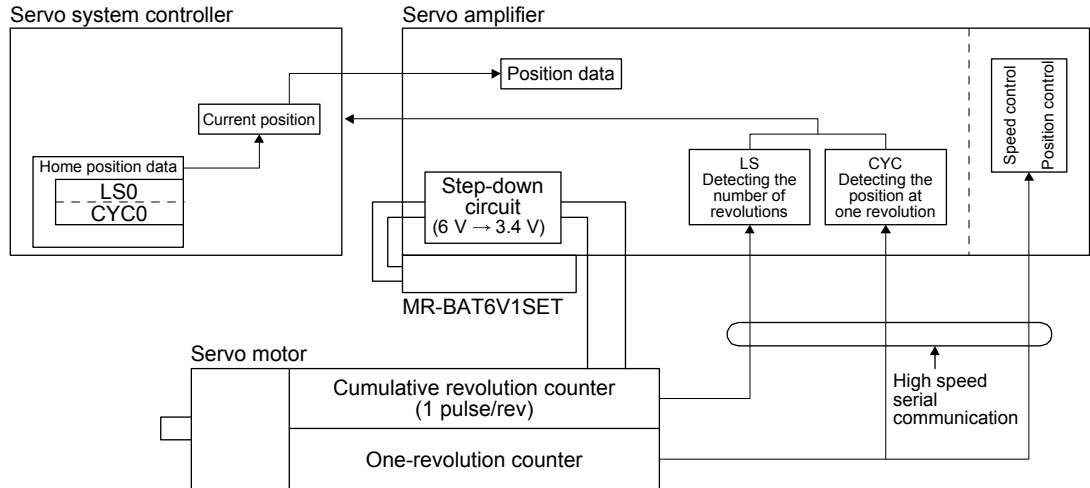 Servo system controller
Servo amplifier
Position data
Current position
Home position data
LS0
CYC0
Step-down
circuit
(6 V → 3.4 V)
MR-BAT6V1SET
LS
Detecting the
number of
revolutions
CYC
Detecting the
position at
one revolution
Speed control
Position control
Servo motor
Cumulative revolution counter
(1 pulse/rev)
One-revolution counter
High speed
serial
communication